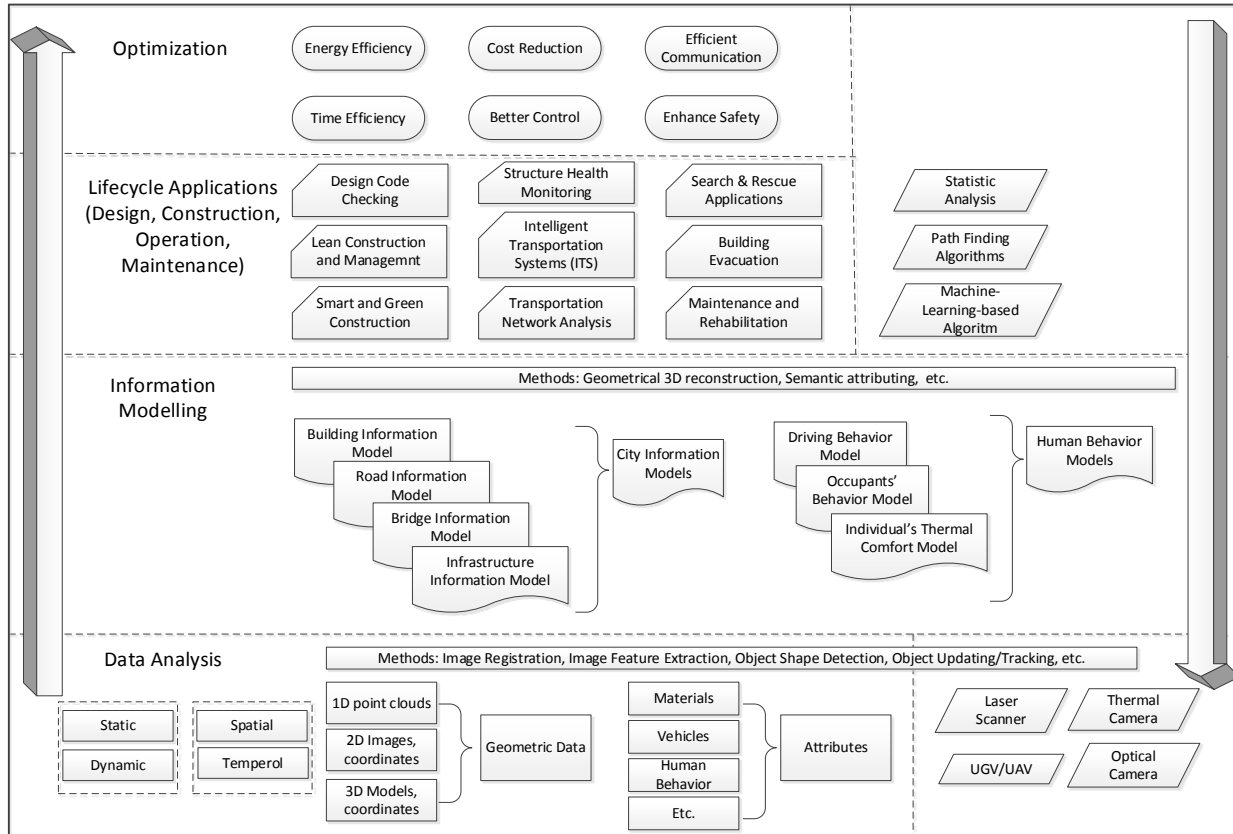 Optimization
Energy Efficiency
Cost Reduction
Efficient
Communication
Time Efficiency
Better Control
Enhance Safety
Lifecycle Applications
(Design, Construction,
Operation,
Maintenance)
Design Code
Checking
Structure Health
Monitoring
Search & Rescue
Applications
Lean Construction
and Managemnt
Intelligent
Transportation
Systems (ITS)
Building
Evacuation
Smart and Green
Construction
Transportation
Network Analysis
Maintenance and
Rehabilitation
Statistic
Analysis
Path Finding
Algorithms
Machine-
Learning-based
Algoritm
Information
Modelling
Methods: Geometrical 3D reconstruction, Semantic attributing, etc.
Building Information
Model
Road Information
Model
Bridge Information
Model
Infrastructure
Information Model
City Information
Models
Driving Behavior
Model
Occupants'
Behavior Model
Individual's Thermal
Comfort Model
Human Behavior
Models
Data Analysis
Methods: Image Registration, Image Feature Extraction, Object Shape Detection, Object Updating/Tracking, etc.
Static
Dynamic
Spatial
Temperol
1D point clouds
2D Images,
coordinates
3D Models,
coordinates
Geometric Data
Materials
Vehicles
Human
Behavior
Etc.
Attributes
Laser
Scanner
Thermal
Camera
UGV/UAV
Optical
Camera